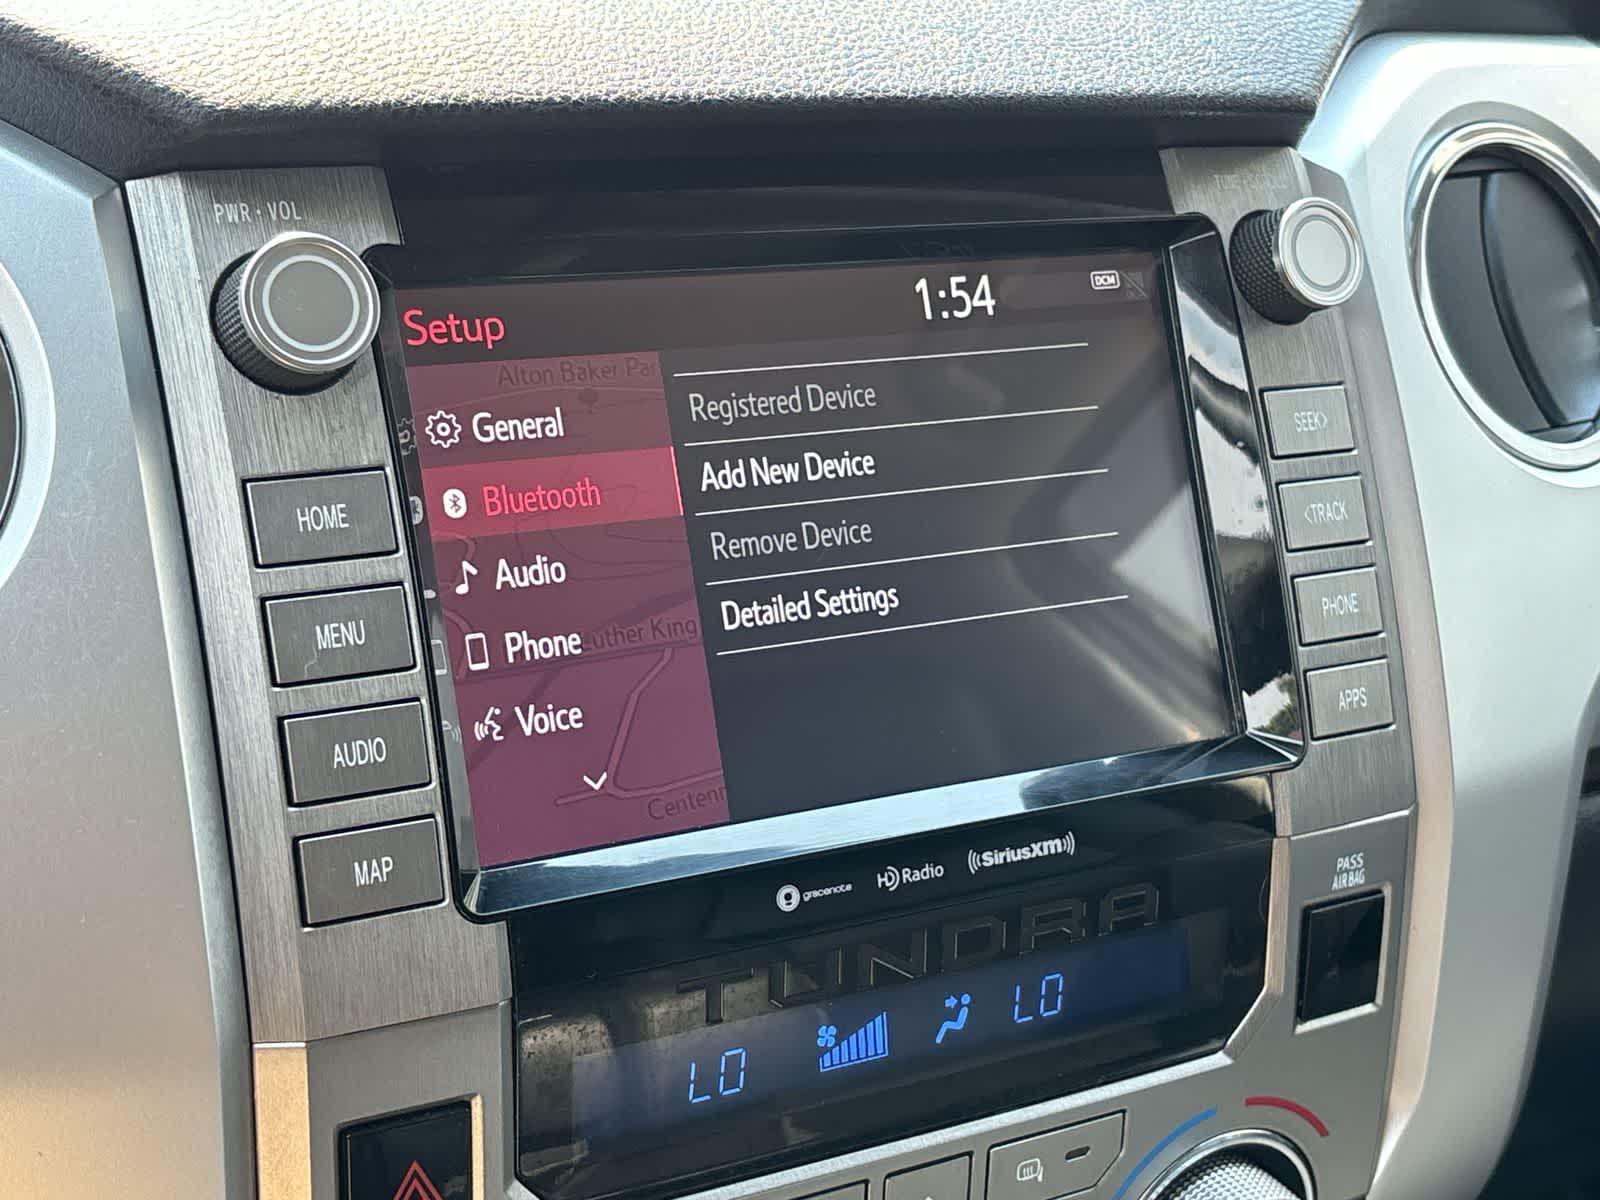 PWR · VOL
Setup
1:54
DCM
Alton Baker Par
General
Bluetooth
Audio
Phone
Luther King
Voice
Centenn
Registered Device
Add New Device
Remove Device
Detailed Settings
HOME
MENU
AUDIO
MAP
SEEK>
<TRACK
PHONE
APPS
gracenote
HD Radio
SiriusXM
PASS
AIR BAG
TUNDRA
LO
LO